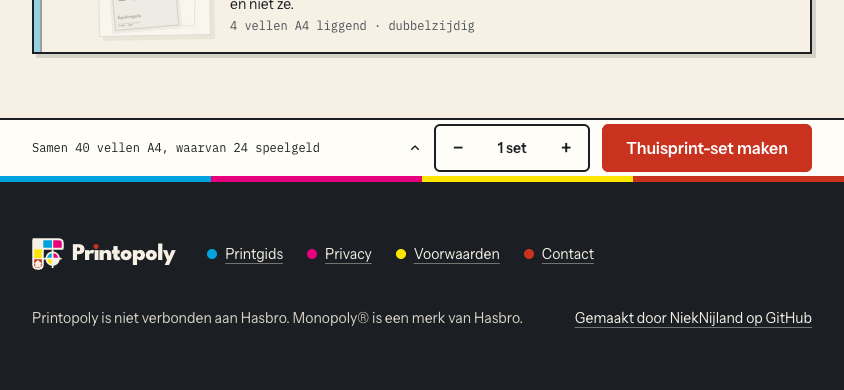 en niet ze.
4 vellen A4 liggend · dubbelzijdig
Samen 40 vellen A4, waarvan 24 speelgeld
− 1 set +
Thuisprint-set maken
Printopoly
Printgids
Privacy
Voorwaarden
Contact
Printopoly is niet verbonden aan Hasbro. Monopoly® is een merk van Hasbro.
Gemaakt door NiekNijland op GitHub